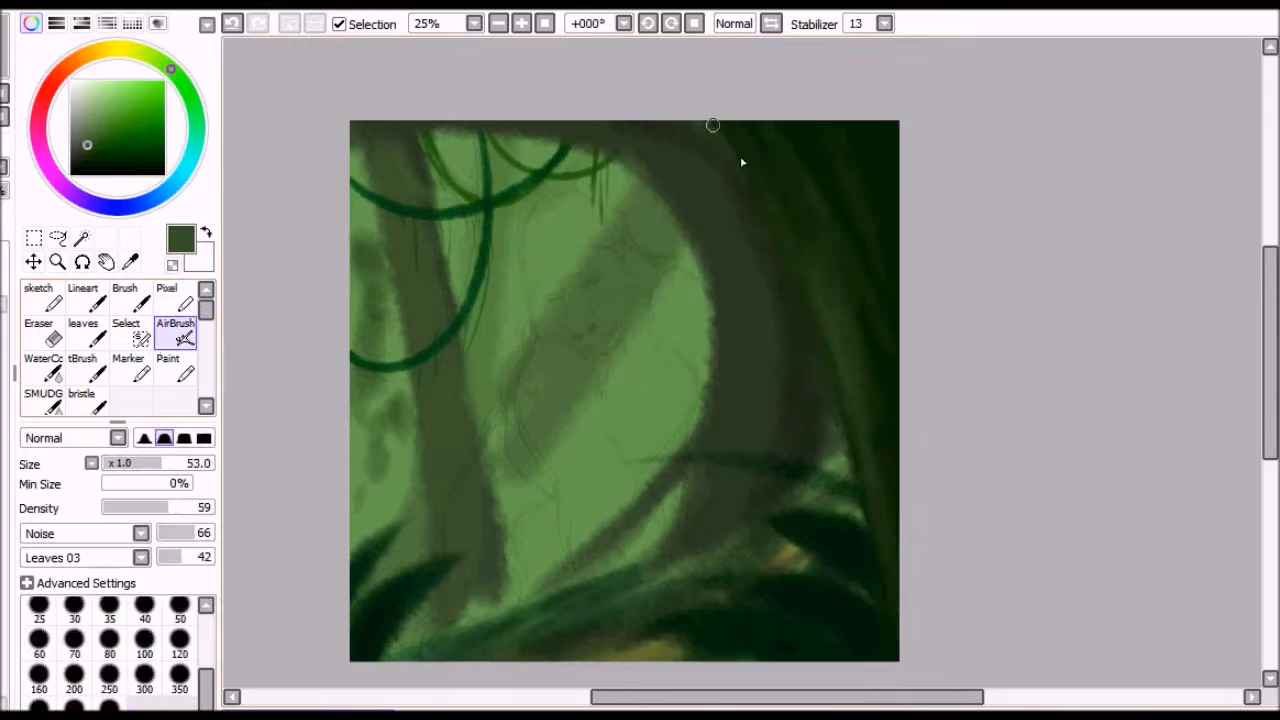 Selection 25% +000° Normal Stabilizer 13
sketch Lineart Brush Pixel
Eraser leaves Select AirBrush
WaterCc tBrush Marker Paint
SMUDG bristle
Normal
Size x 1.0 53.0
Min Size 0%
Density 59
Noise 66
Leaves 03 42
Advanced Settings
25 30 35 40 50
60 70 80 100 120
160 200 250 300 350